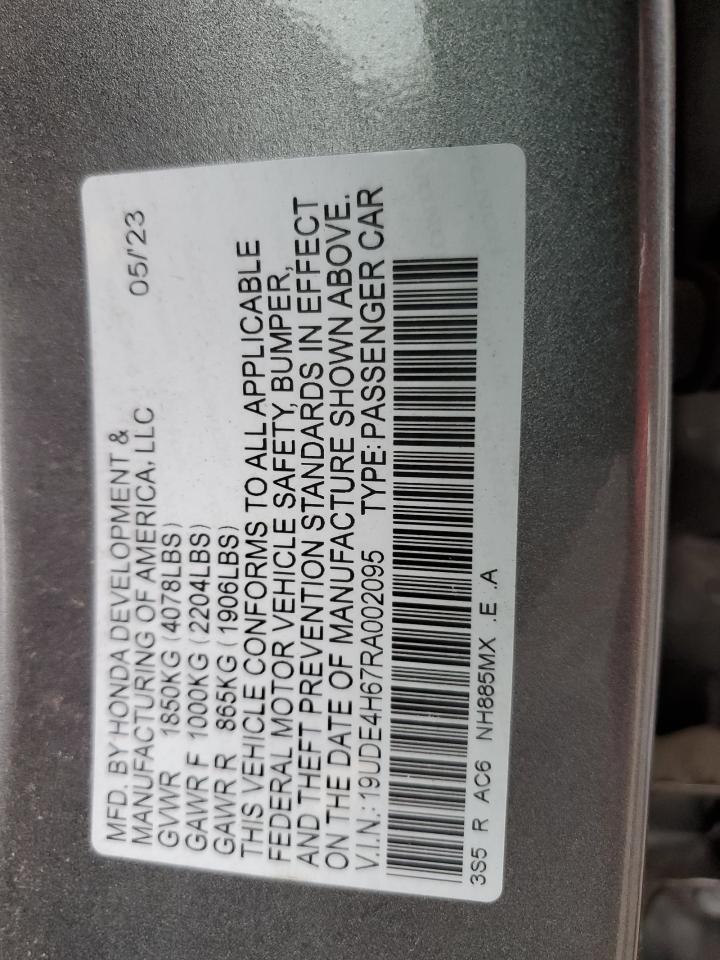 MFD. BY HONDA DEVELOPMENT &
MANUFACTURING OF AMERICA, LLC 05/'23
GVWR 1850KG (4078LBS)
GAWR F 1000KG (2204LBS)
GAWR R 865KG (1906LBS)
THIS VEHICLE CONFORMS TO ALL APPLICABLE
FEDERAL MOTOR VEHICLE SAFETY, BUMPER,
AND THEFT PREVENTION STANDARDS IN EFFECT
ON THE DATE OF MANUFACTURE SHOWN ABOVE.
V.I.N.: 19UDE4H67RA002095 TYPE: PASSENGER CAR
3S5 R AC6 NH885MX .E .A